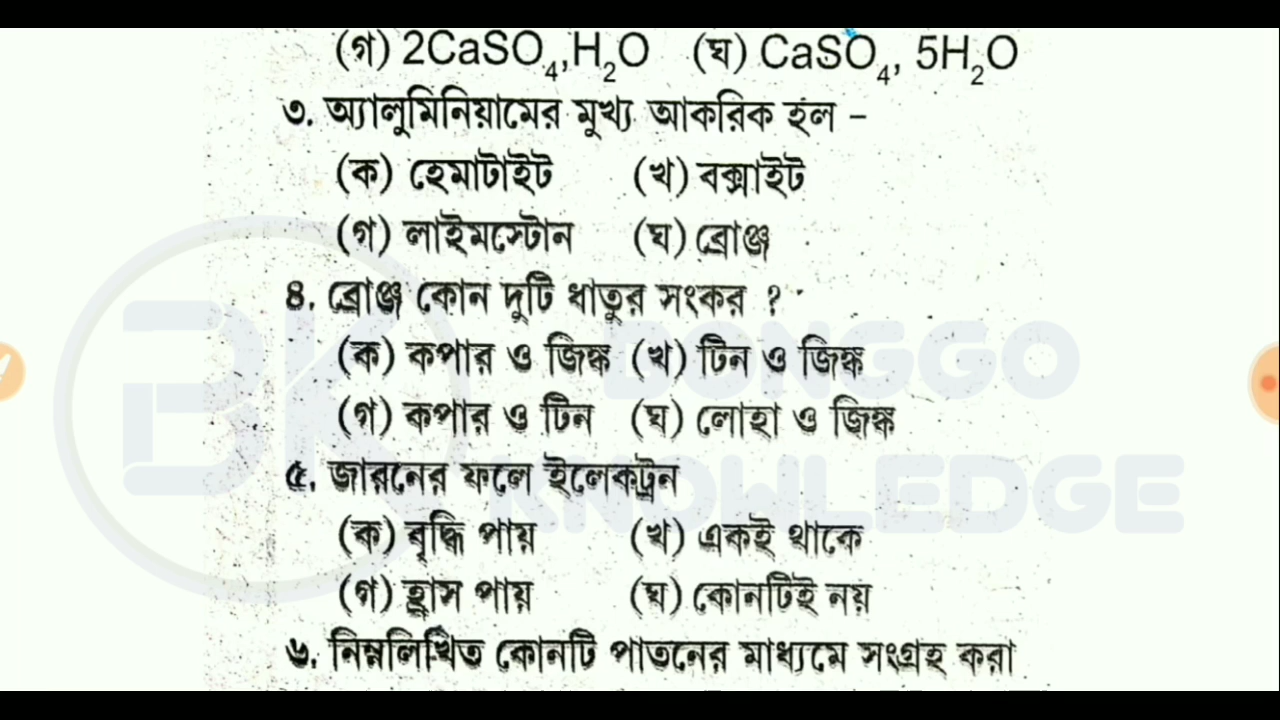 (গ) 2CaSO4,H2O (ঘ) CaSO4, 5H2O
৩. অ্যালুমিনিয়ামের মুখ্য আকরিক হল –
(ক) হেমাটাইট (খ) বক্সাইট
(গ) লাইমস্টোন (ঘ) ব্রোঞ্জ
৪. ব্রোঞ্জ কোন দুটি ধাতুর সংকর ?
(ক) কপার ও জিঙ্ক (খ) টিন ও জিঙ্ক
(গ) কপার ও টিন (ঘ) লোহা ও জিঙ্ক
৫. জারনের ফলে ইলেকট্রন
(ক) বৃদ্ধি পায় (খ) একই থাকে
(গ) হ্রাস পায় (ঘ) কোনটিই নয়
৬. নিম্নলিখিত কোনটি পাতনের মাধ্যমে সংগ্রহ করা
BK
BONGGO
KNOWLEDGE